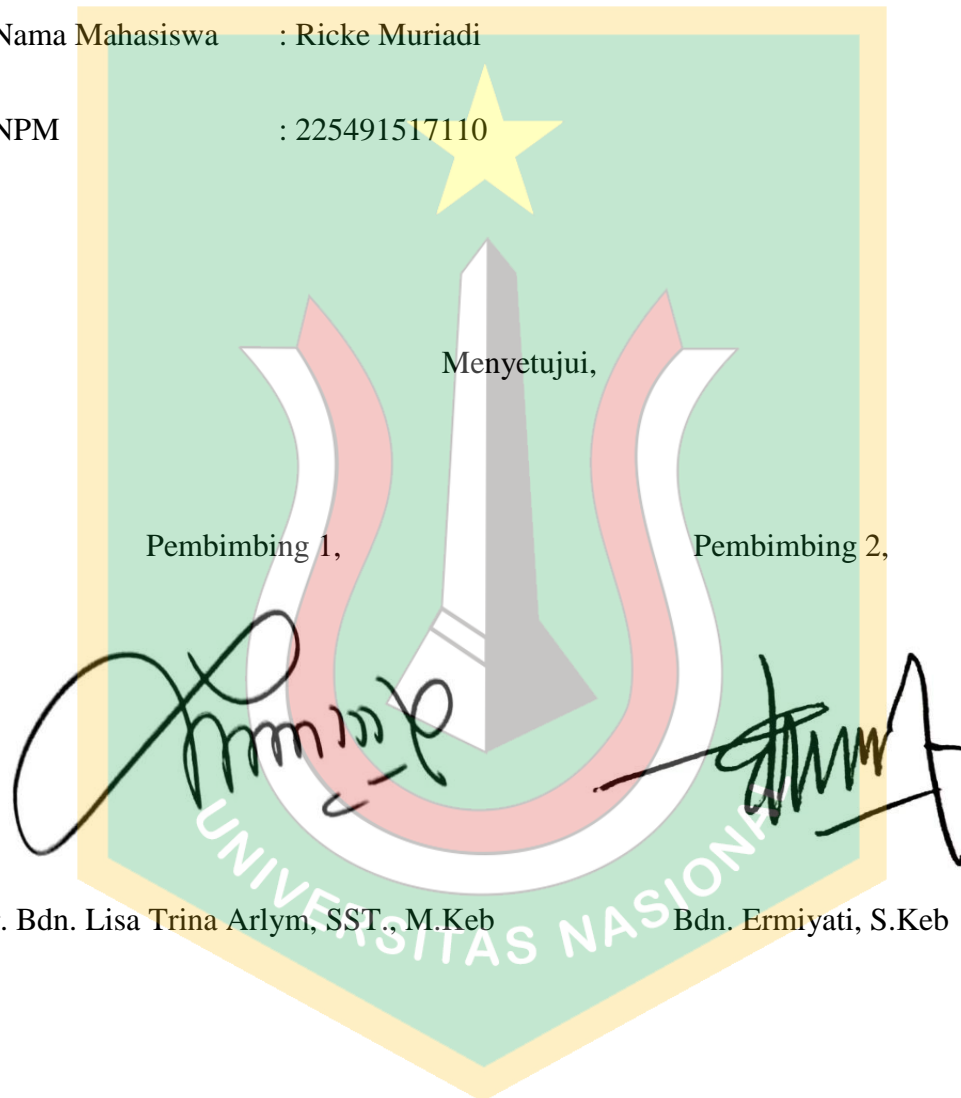 Nama Mahasiswa : Ricke Muriadi
NPM : 225491517110
Menyetujui,
Pembimbing 1, Pembimbing 2,
. Bdn. Lisa Trina Arlym, SST., M.Keb Bdn. Ermiyati, S.Keb
UNIVERSITAS NASIONAL